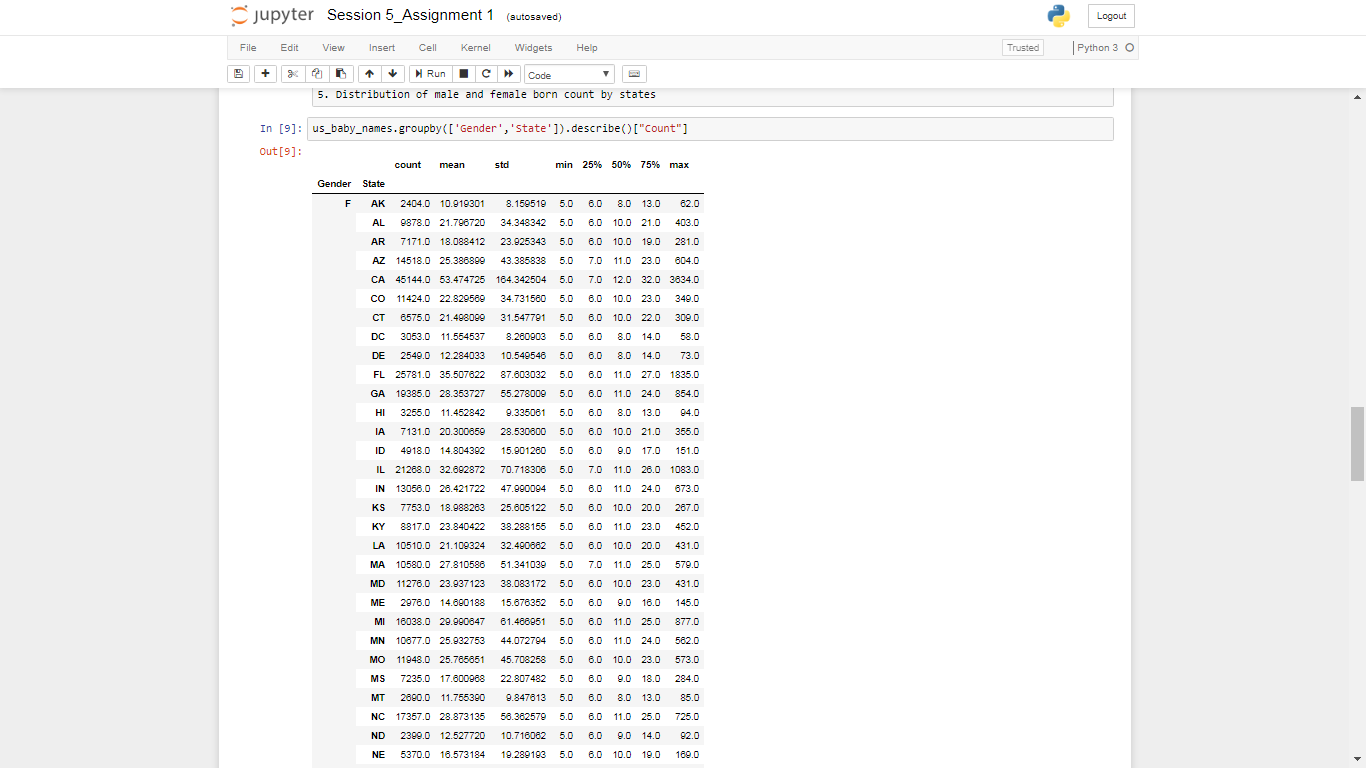 jupyter Session 5_Assignment 1 (autosaved) Logout
File Edit View Insert Cell Kernel Widgets Help Trusted Python 3
Run Code
5. Distribution of male and female born count by states
In [9]: us_baby_names.groupby(['Gender','State']).describe()["Count"]
Out[9]:
count mean std min 25% 50% 75% max
Gender State
F AK 2404.0 10.919301 8.159519 5.0 6.0 8.0 13.0 62.0
AL 9878.0 21.796720 34.348342 5.0 6.0 10.0 21.0 403.0
AR 7171.0 18.088412 23.925343 5.0 6.0 10.0 19.0 281.0
AZ 14518.0 25.386899 43.385838 5.0 7.0 11.0 23.0 604.0
CA 45144.0 53.474725 164.342504 5.0 7.0 12.0 32.0 3634.0
CO 11424.0 22.829569 34.731560 5.0 6.0 10.0 23.0 349.0
CT 6575.0 21.498099 31.547791 5.0 6.0 10.0 22.0 309.0
DC 3053.0 11.554537 8.260903 5.0 6.0 8.0 14.0 58.0
DE 2549.0 12.284033 10.549546 5.0 6.0 8.0 14.0 73.0
FL 25781.0 35.507622 87.603032 5.0 6.0 11.0 27.0 1835.0
GA 19385.0 28.353727 55.278009 5.0 6.0 11.0 24.0 854.0
HI 3255.0 11.452842 9.335061 5.0 6.0 8.0 13.0 94.0
IA 7131.0 20.300659 28.530600 5.0 6.0 10.0 21.0 355.0
ID 4918.0 14.804392 15.901260 5.0 6.0 9.0 17.0 151.0
IL 21268.0 32.692872 70.718306 5.0 7.0 11.0 26.0 1083.0
IN 13056.0 26.421722 47.990094 5.0 6.0 11.0 24.0 673.0
KS 7753.0 18.988263 25.605122 5.0 6.0 10.0 20.0 267.0
KY 8817.0 23.840422 38.288155 5.0 6.0 11.0 23.0 452.0
LA 10510.0 21.109324 32.490662 5.0 6.0 10.0 20.0 431.0
MA 10580.0 27.810586 51.341039 5.0 7.0 11.0 25.0 579.0
MD 11276.0 23.937123 38.083172 5.0 6.0 10.0 23.0 431.0
ME 2976.0 14.690188 15.676352 5.0 6.0 9.0 16.0 145.0
MI 16038.0 29.990647 61.466951 5.0 6.0 11.0 25.0 877.0
MN 10677.0 25.932753 44.072794 5.0 6.0 11.0 24.0 562.0
MO 11948.0 25.765651 45.708258 5.0 6.0 10.0 23.0 573.0
MS 7235.0 17.600968 22.807482 5.0 6.0 9.0 18.0 284.0
MT 2690.0 11.755390 9.847613 5.0 6.0 8.0 13.0 85.0
NC 17357.0 28.873135 56.362579 5.0 6.0 11.0 25.0 725.0
ND 2399.0 12.527720 10.716062 5.0 6.0 9.0 14.0 92.0
NE 5370.0 16.573184 19.289193 5.0 6.0 10.0 19.0 169.0